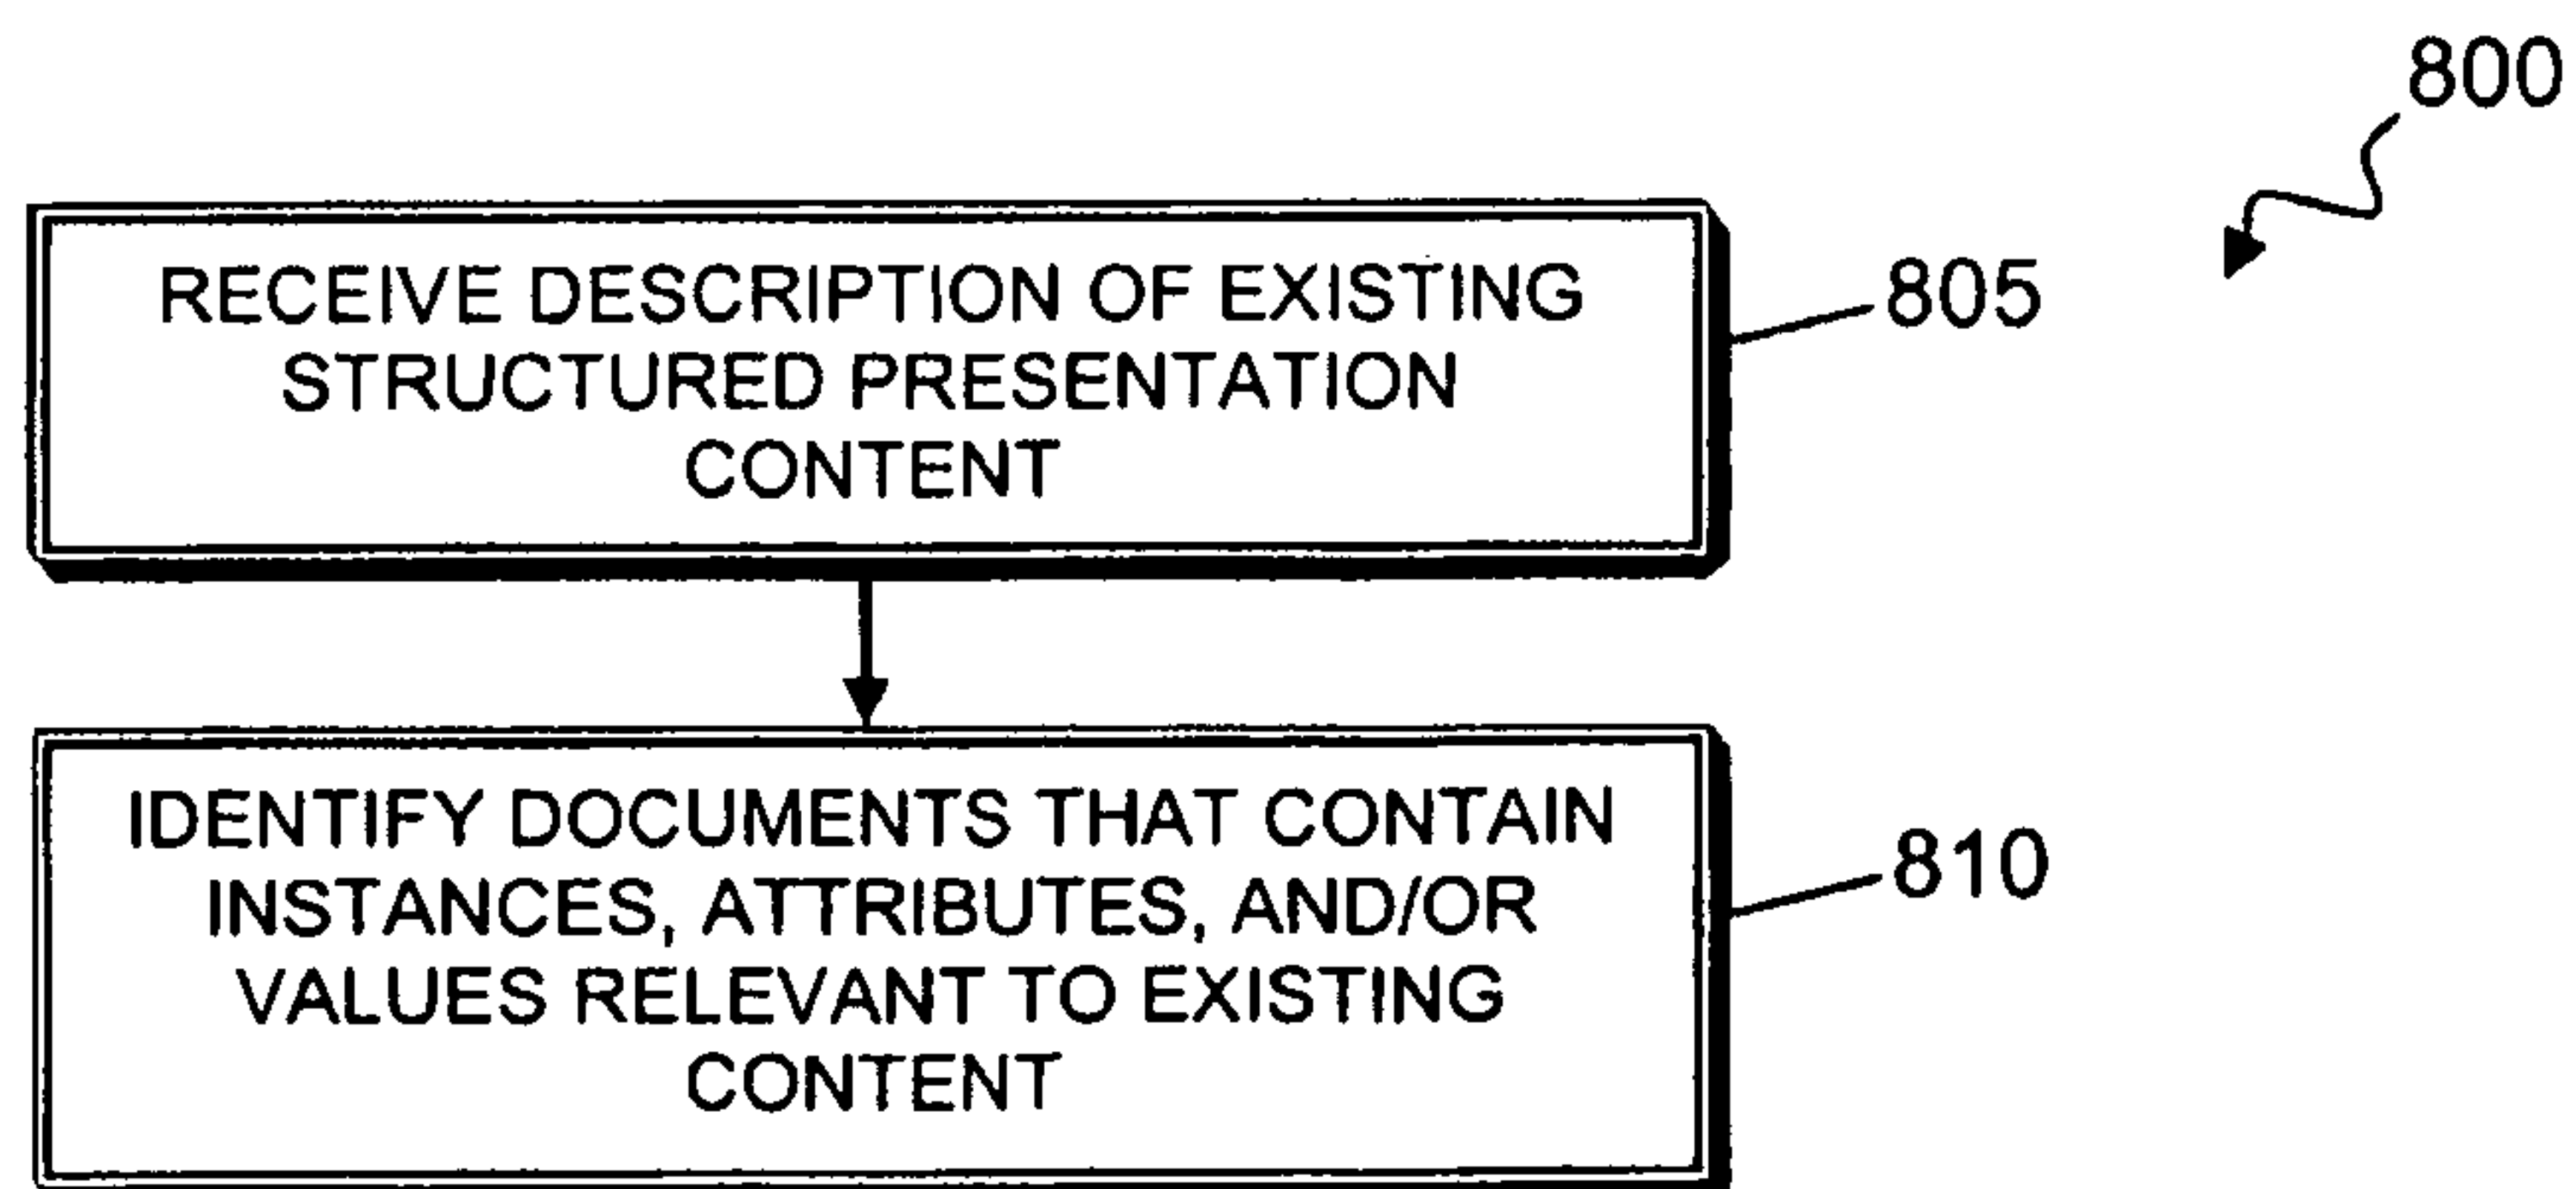 800
RECEIVE DESCRIPTION OF EXISTING
STRUCTURED PRESENTATION
CONTENT
805
IDENTIFY DOCUMENTS THAT CONTAIN
INSTANCES, ATTRIBUTES, AND/OR
VALUES RELEVANT TO EXISTING
CONTENT
810